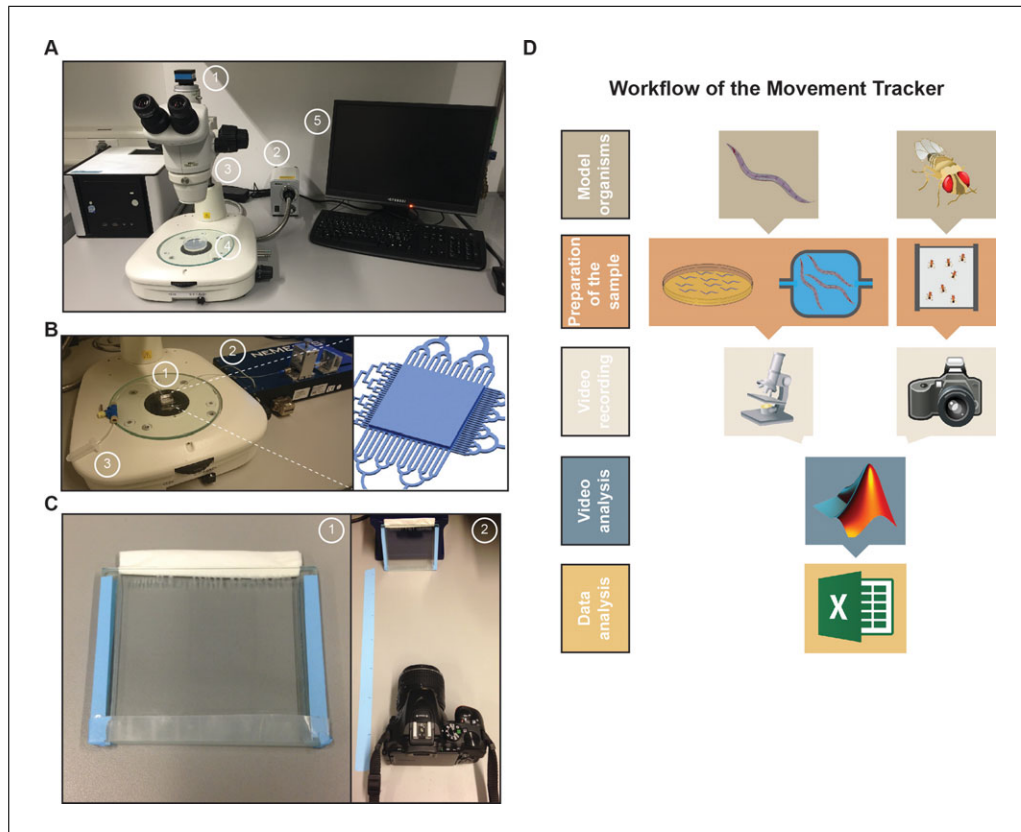 A
1
2
3
4
5
B
1
2
3
NEME
C
1
2
D
Workflow of the Movement Tracker
Model
organisms
Preparation
of the
sample
Video
recording
Video
analysis
Data
analysis
X